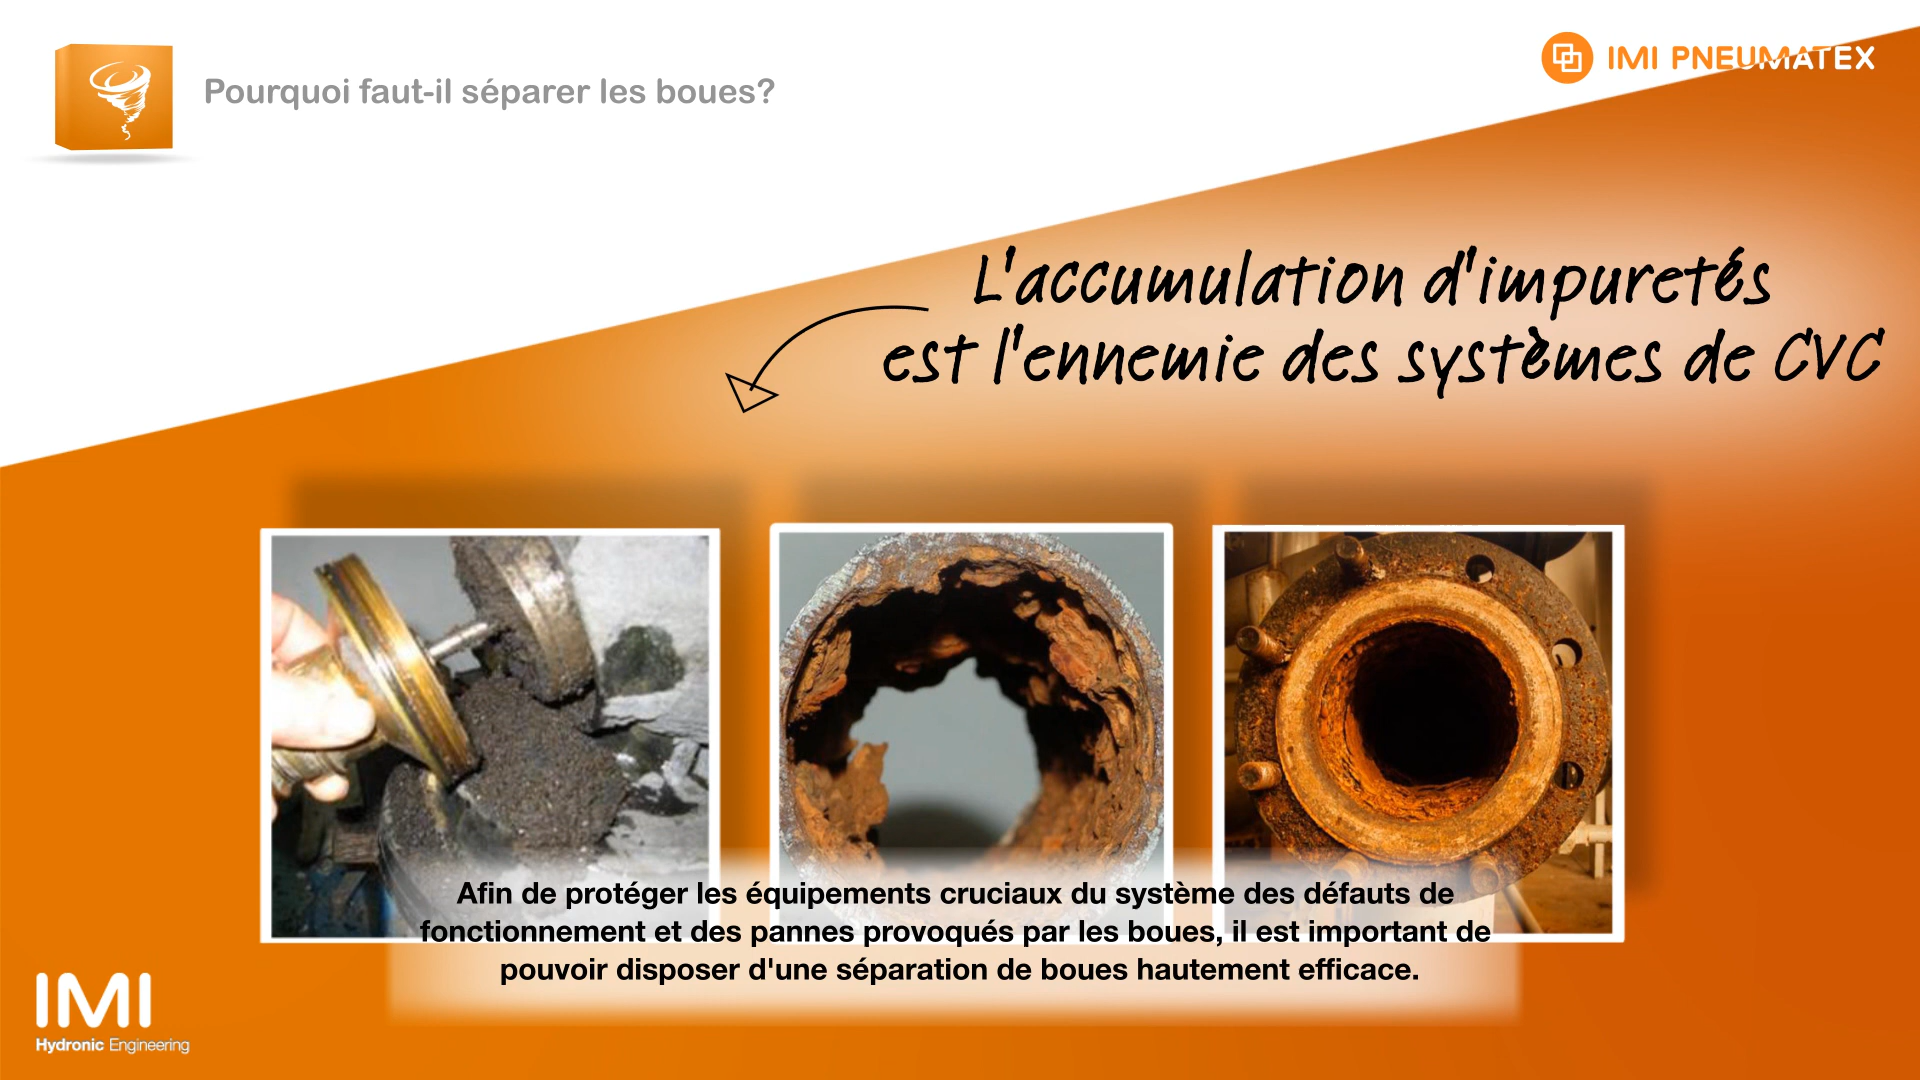 Pourquoi faut-il séparer les boues?
IMI PNEUMATEX
L'accumulation d'impuretés
est l'ennemie des systèmes de CVC
Afin de protéger les équipements cruciaux du système des défauts de
fonctionnement et des pannes provoqués par les boues, il est important de
pouvoir disposer d'une séparation de boues hautement efficace.
IMI
Hydronic Engineering